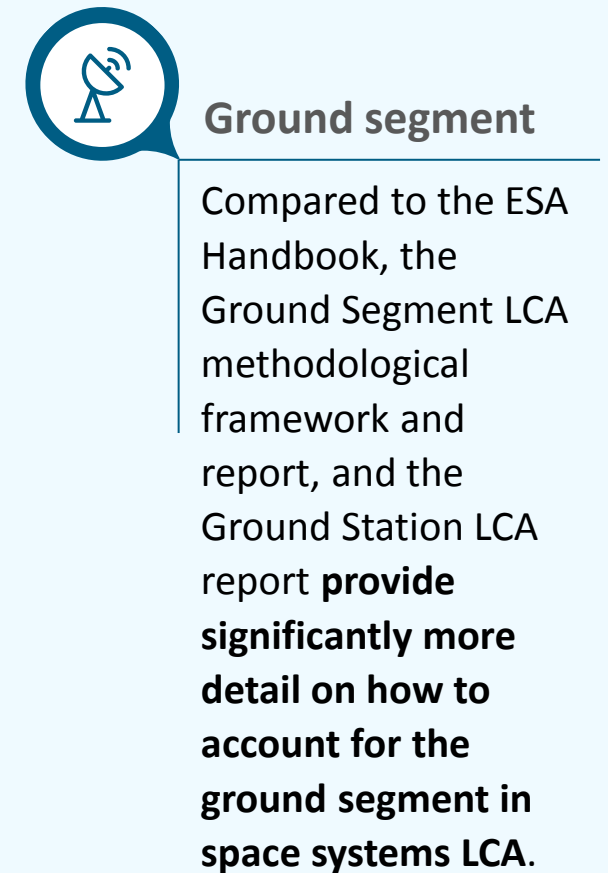 Ground segment
Compared to the ESA
Handbook, the
Ground Segment LCA
methodological
framework and
report, and the
Ground Station LCA
report provide
significantly more
detail on how to
account for the
ground segment in
space systems LCA.